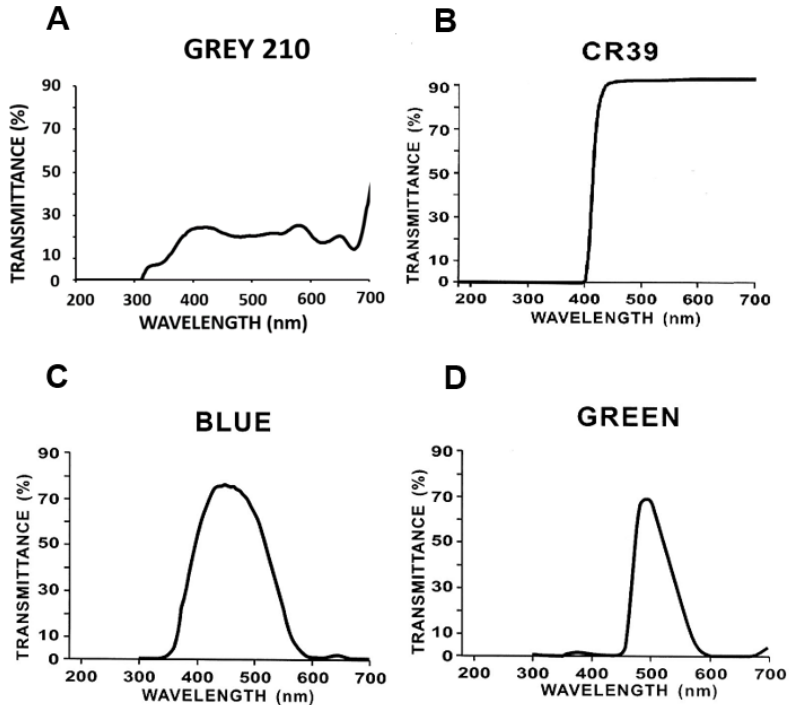 A
GREY 210
TRANSMITTANCE (%)
90
70
50
30
10
0
200 300 400 500 600 700
WAVELENGTH (nm)
B
CR39
TRANSMITTANCE (%)
90
70
50
30
10
0
200 300 400 500 600 700
WAVELENGTH (nm)
C
BLUE
TRANSMITTANCE (%)
90
70
50
30
10
0
200 300 400 500 600 700
WAVELENGTH (nm)
D
GREEN
TRANSMITTANCE (%)
90
70
50
30
10
0
200 300 400 500 600 700
WAVELENGTH (nm)